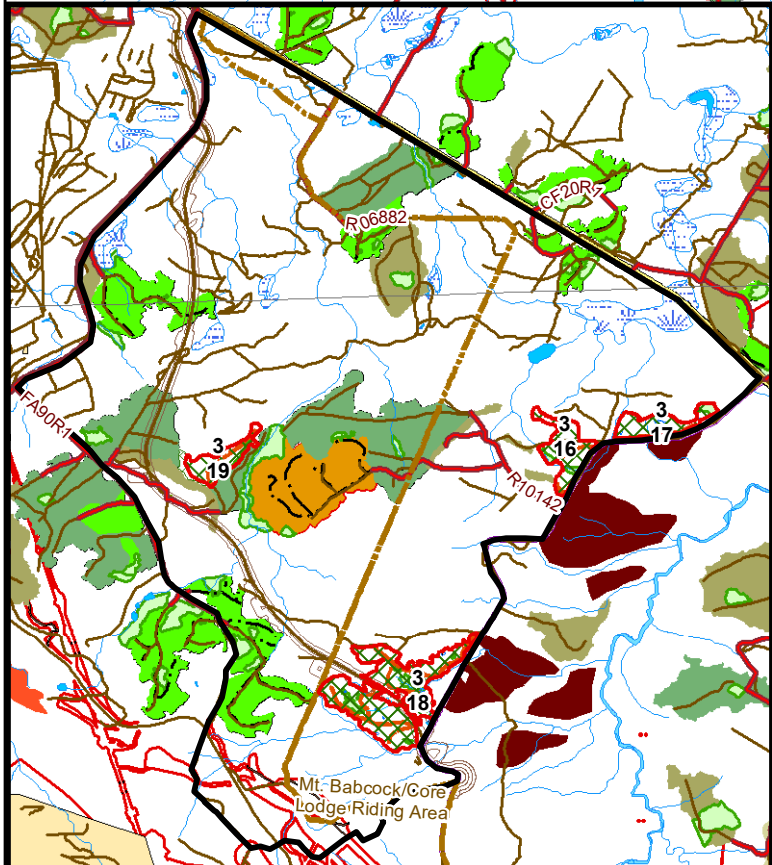 CF20R1
R06882
FA90R1
3
17
3
16
3
19
R10142
3
18
Mt. Babcock/Core
Lodge Riding Area